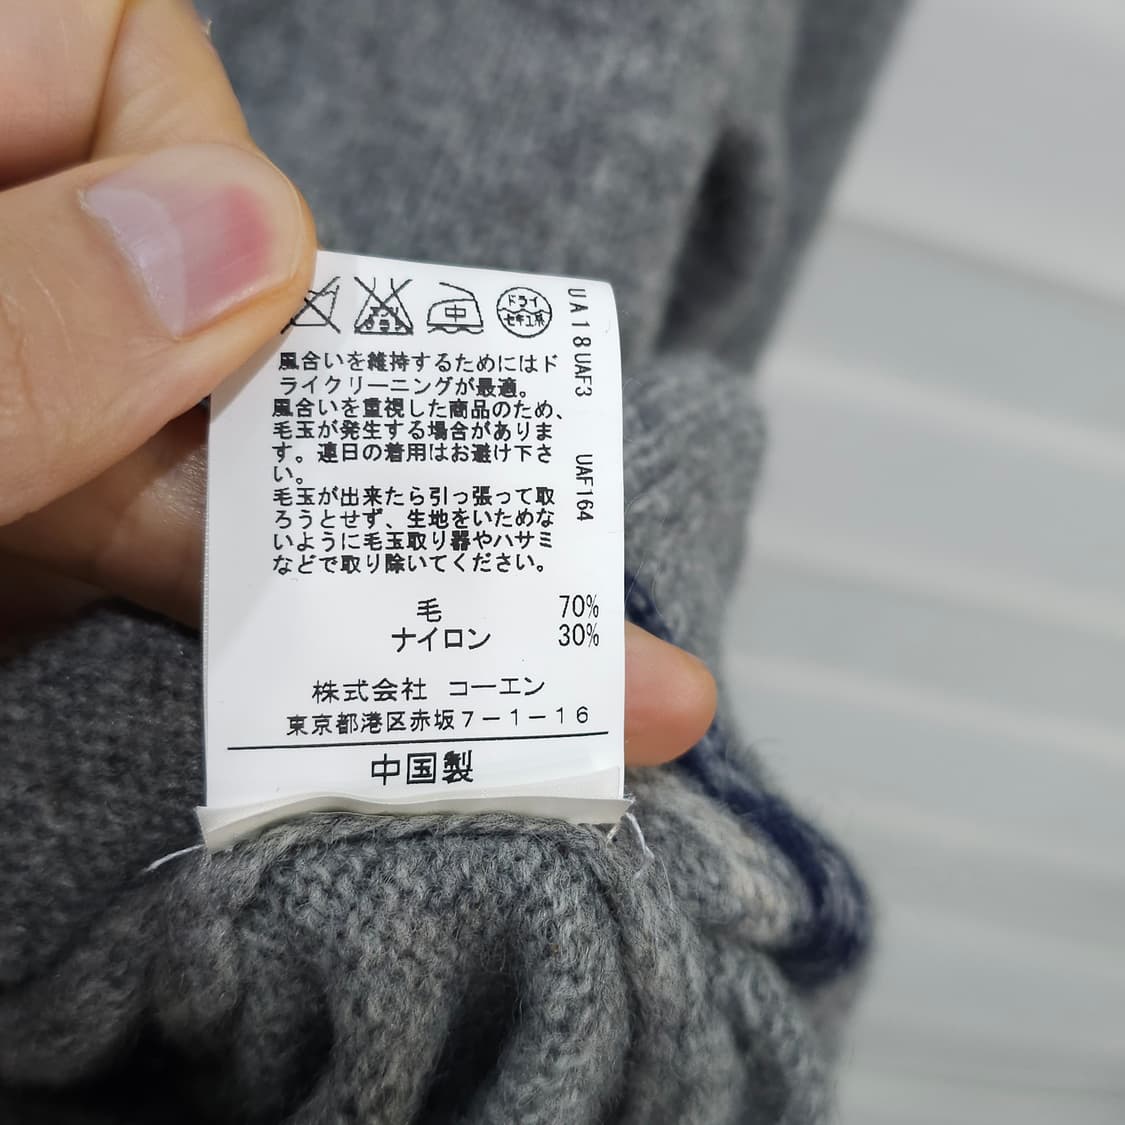 中
ドライ
セキユ系
風合いを維持するためにはド
ライクリーニングが最適。
風合いを重視した商品のため、
毛玉が発生する場合がありま
す。連日の着用はお避け下さ
い。
毛玉が出来たら引っ張って取
ろうとせず、生地をいためな
いように毛玉取り器やハサミ
などで取り除いてください。
毛 70%
ナイロン 30%
株式会社 コーエン
東京都港区赤坂7-1-16
中国製
UA18 UAF3 UAF164